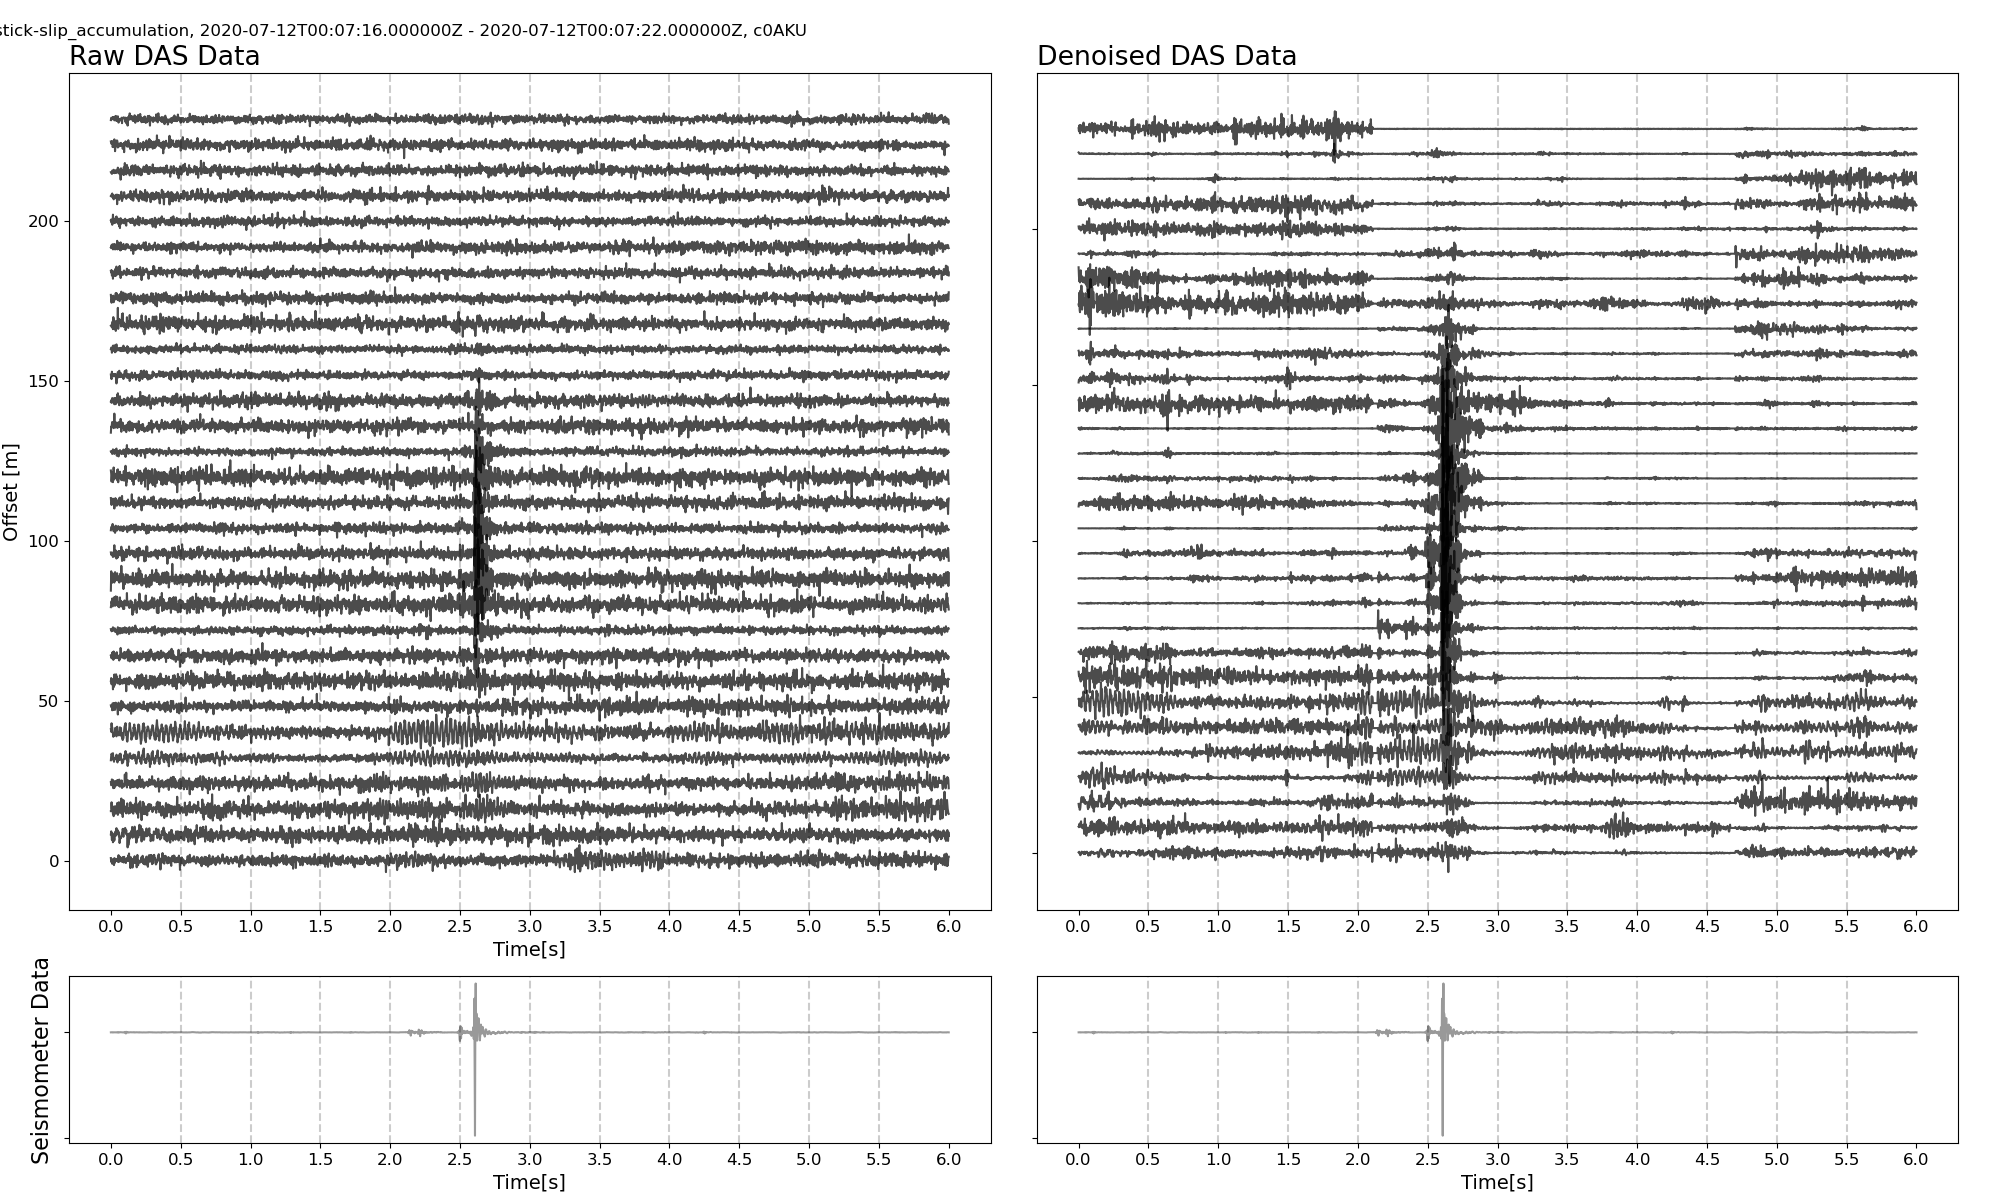 stick-slip_accumulation, 2020-07-12T00:07:16.000000Z - 2020-07-12T00:07:22.000000Z, c0AKU
Raw DAS Data
Denoised DAS Data
Offset [m]
200
150
100
50
0
0.0 0.5 1.0 1.5 2.0 2.5 3.0 3.5 4.0 4.5 5.0 5.5 6.0
Time[s]
0.0 0.5 1.0 1.5 2.0 2.5 3.0 3.5 4.0 4.5 5.0 5.5 6.0
Seismometer Data
0.0 0.5 1.0 1.5 2.0 2.5 3.0 3.5 4.0 4.5 5.0 5.5 6.0
Time[s]
0.0 0.5 1.0 1.5 2.0 2.5 3.0 3.5 4.0 4.5 5.0 5.5 6.0
Time[s]